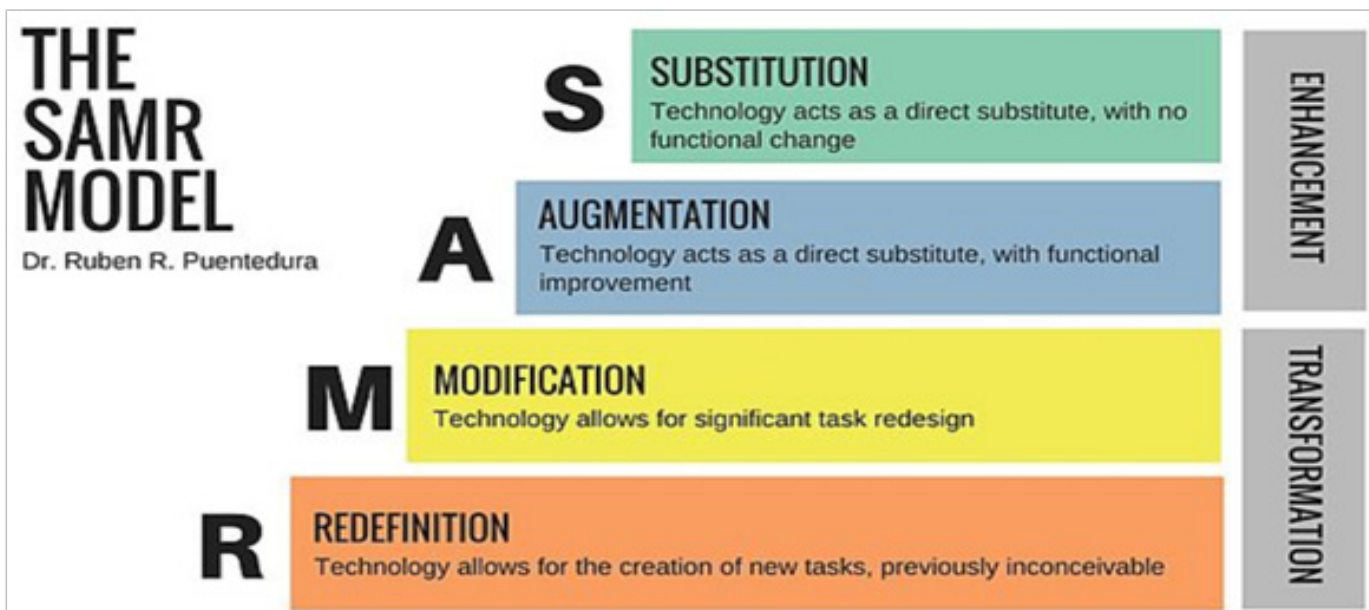 THE
SAMR
MODEL
Dr. Ruben R. Puentedura
S
SUBSTITUTION
Technology acts as a direct substitute, with no
functional change
A
AUGMENTATION
Technology acts as a direct substitute, with functional
improvement
ENHANCEMENT
M
MODIFICATION
Technology allows for significant task redesign
R
REDEFINITION
Technology allows for the creation of new tasks, previously inconceivable
TRANSFORMATION